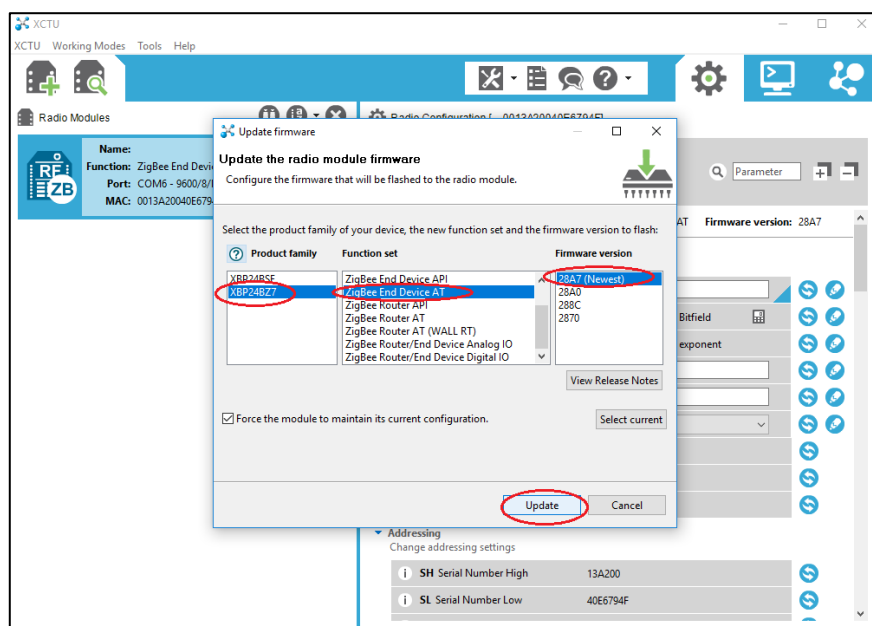 XCTU
XCTU Working Modes Tools Help
Radio Modules
Radio Configuration [ - 0013A20040E6794F]
Name:
Function: ZigBee End Devi
Port: COM6 - 9600/8/
MAC: 0013A20040E679
RF
ZB
Parameter
AT Firmware version: 28A7
Update firmware
Update the radio module firmware
Configure the firmware that will be flashed to the radio module.
Select the product family of your device, the new function set and the firmware version to flash:
Product family Function set Firmware version
XBP24BSE
XBP24BZ7
ZigBee End Device API
ZigBee End Device AT
ZigBee Router API
ZigBee Router AT
ZigBee Router AT (WALL RT)
ZigBee Router/End Device Analog IO
ZigBee Router/End Device Digital IO
28A7 (Newest)
28A0
288C
2870
View Release Notes
Force the module to maintain its current configuration.
Select current
Update Cancel
Bitfield
exponent
Addressing
Change addressing settings
i SH Serial Number High 13A200
i SL Serial Number Low 40E6794F